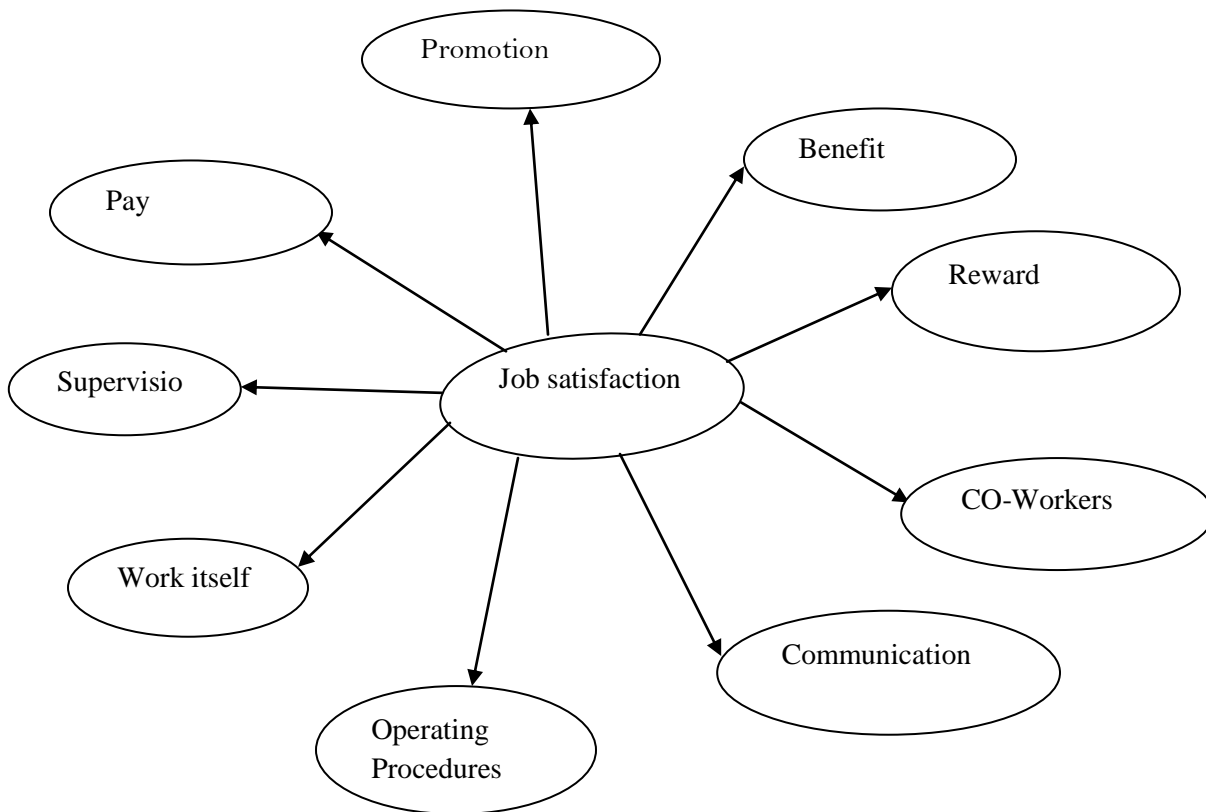 Promotion
Benefit
Pay
Reward
Job satisfaction
Supervisio
CO-Workers
Work itself
Communication
Operating
Procedures